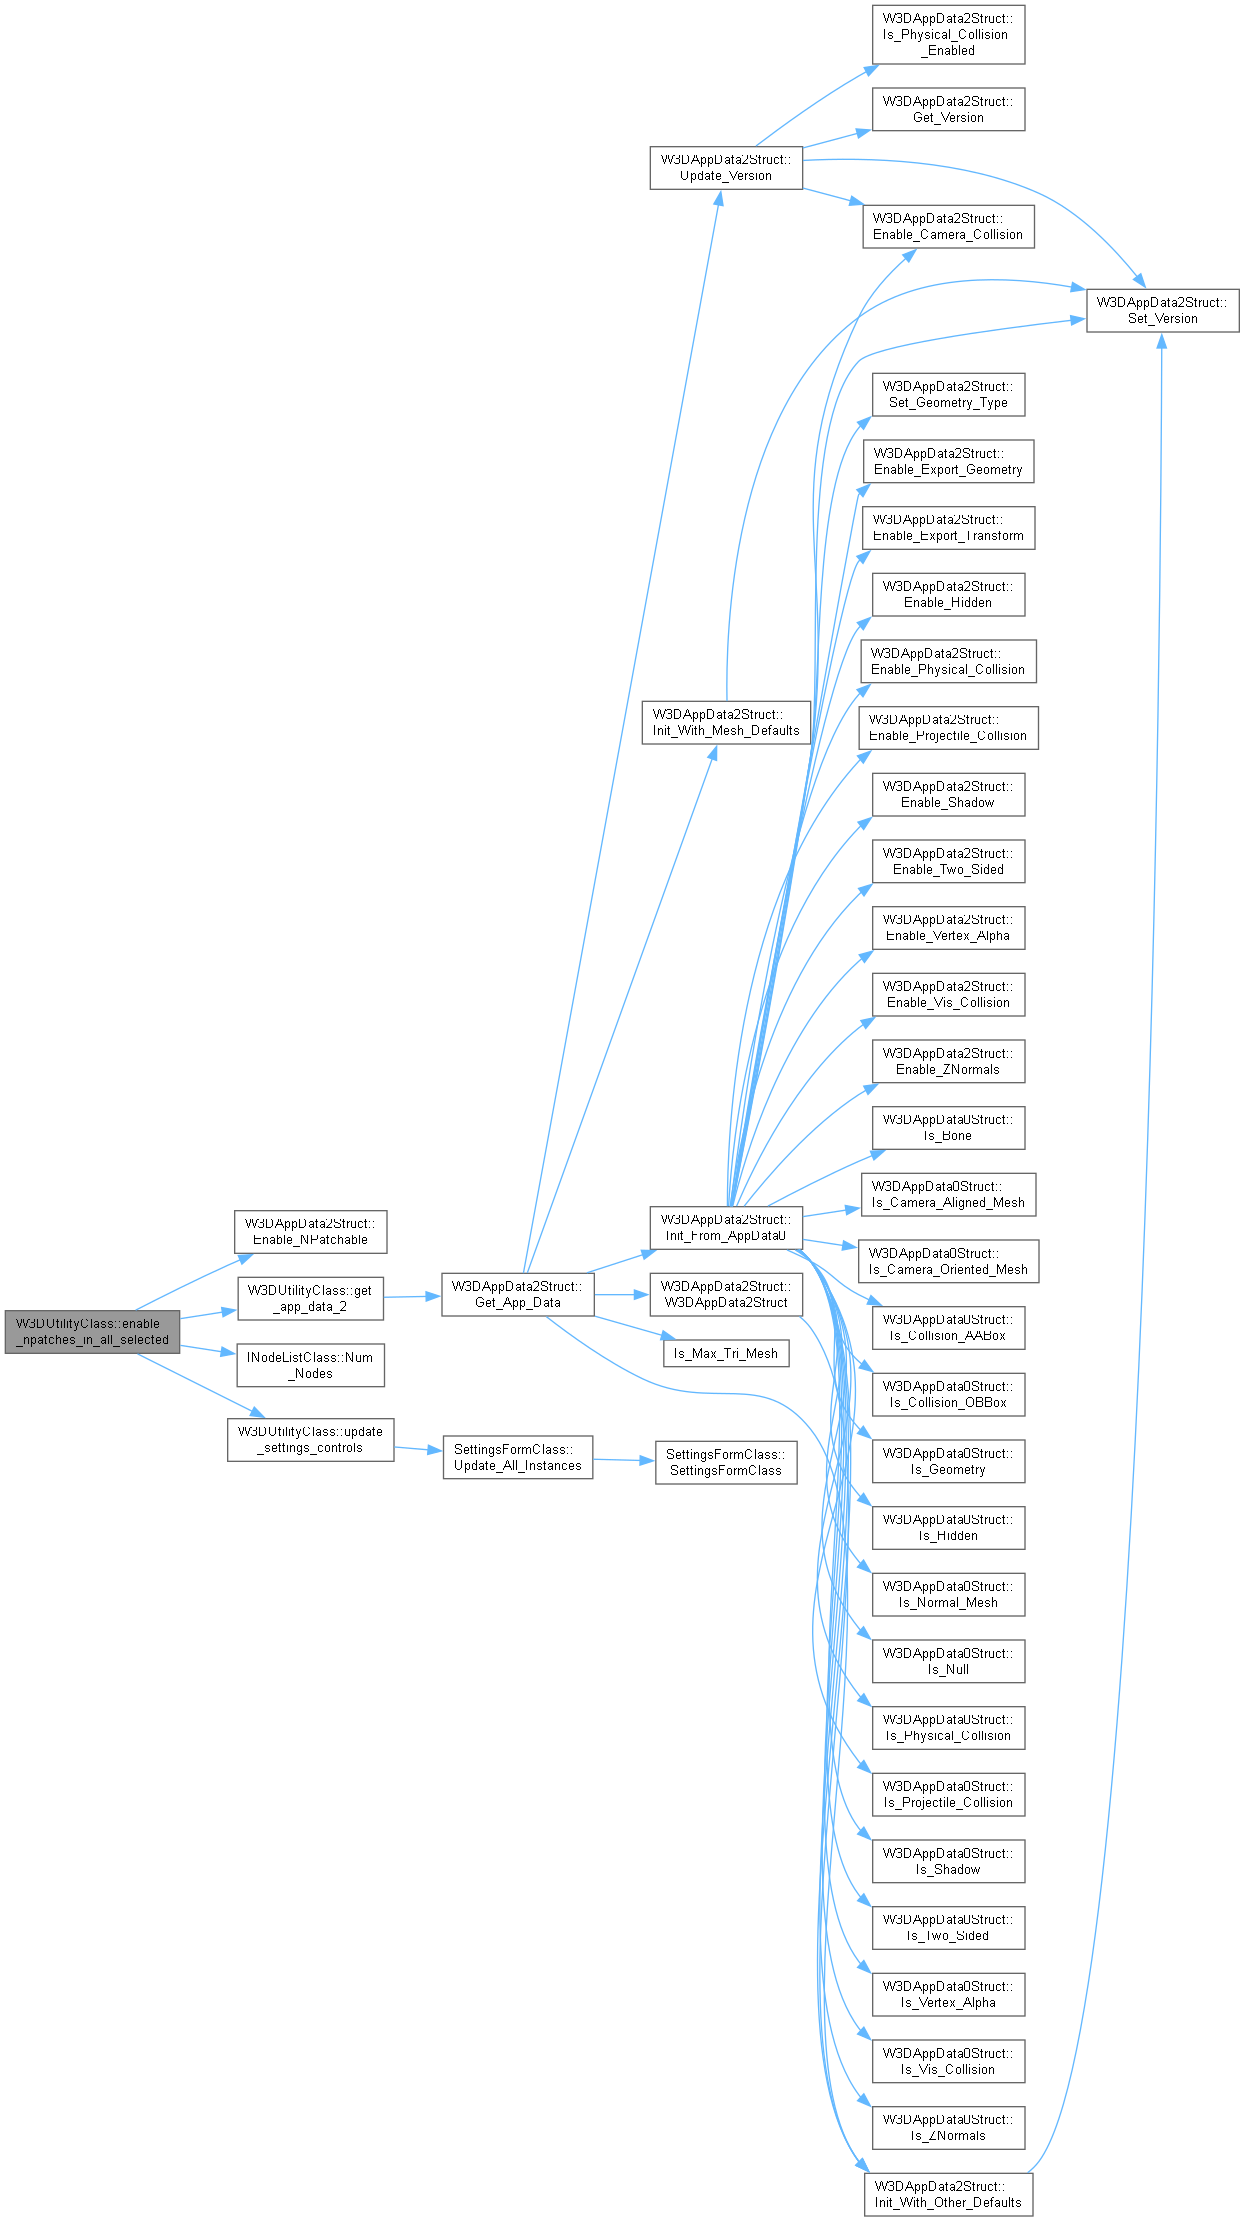 W3DAppData2Struct::
Is_Physical_Collision
_Enabled
W3DAppData2Struct::
Get_Version
W3DAppData2Struct::
Update_Version
W3DAppData2Struct::
Enable_Camera_Collision
W3DAppData2Struct::
Set_Version
W3DAppData2Struct::
Set_Geometry_Type
W3DAppData2Struct::
Enable_Export_Geometry
W3DAppData2Struct::
Enable_Export_Transform
W3DAppData2Struct::
Enable_Hidden
W3DAppData2Struct::
Enable_Physical_Collision
W3DAppData2Struct::
Init_With_Mesh_Defaults
W3DAppData2Struct::
Enable_Projectile_Collision
W3DAppData2Struct::
Enable_Shadow
W3DAppData2Struct::
Enable_Two_Sided
W3DAppData2Struct::
Enable_Vertex_Alpha
W3DAppData2Struct::
Enable_Vis_Collision
W3DAppData2Struct::
Enable_ZNormals
W3DAppData0Struct::
Is_Bone
W3DAppData0Struct::
Is_Camera_Aligned_Mesh
W3DAppData2Struct::
Enable_NPatchable
W3DAppData2Struct::
Init_From_AppData0
W3DAppData0Struct::
Is_Camera_Oriented_Mesh
W3DUtilityClass::enable
_npatches_in_all_selected
W3DUtilityClass::get
_app_data_2
W3DAppData2Struct::
Get_App_Data
W3DAppData2Struct::
W3DAppData2Struct
W3DAppData0Struct::
Is_Collision_AABox
INodeListClass::Num
_Nodes
Is_Max_Tri_Mesh
W3DAppData0Struct::
Is_Collision_OBBox
W3DUtilityClass::update
_settings_controls
SettingsFormClass::
Update_All_Instances
SettingsFormClass::
SettingsFormClass
W3DAppData0Struct::
Is_Geometry
W3DAppData0Struct::
Is_Hidden
W3DAppData0Struct::
Is_Normal_Mesh
W3DAppData0Struct::
Is_Null
W3DAppData0Struct::
Is_Physical_Collision
W3DAppData0Struct::
Is_Projectile_Collision
W3DAppData0Struct::
Is_Shadow
W3DAppData0Struct::
Is_Two_Sided
W3DAppData0Struct::
Is_Vertex_Alpha
W3DAppData0Struct::
Is_Vis_Collision
W3DAppData0Struct::
Is_ZNormals
W3DAppData2Struct::
Init_With_Other_Defaults